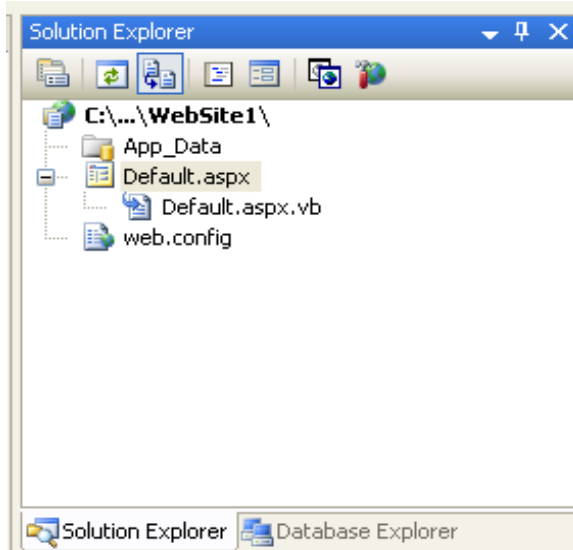 Solution Explorer
C:\...\WebSite1\
App_Data
Default.aspx
Default.aspx.vb
web.config
Solution Explorer Database Explorer